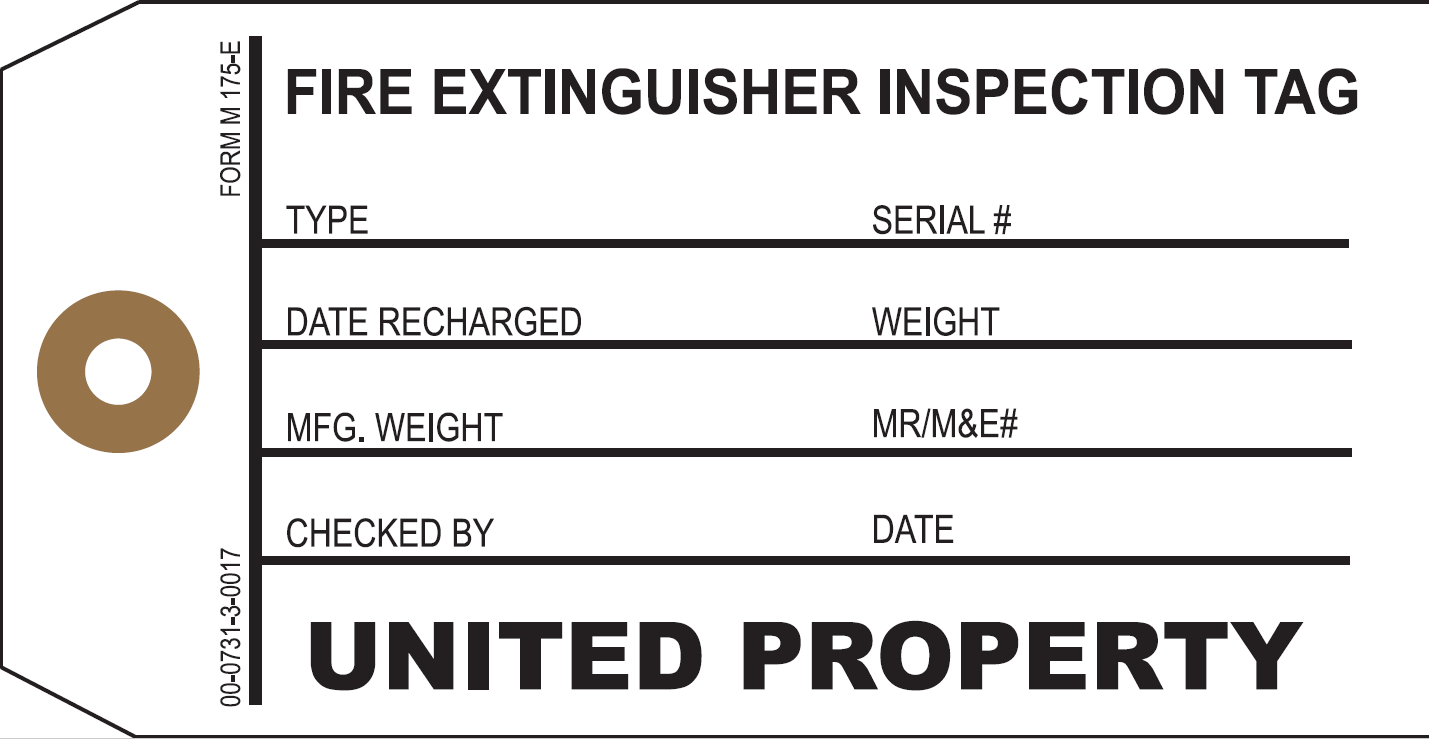 FORM M 175-E
00-0731-3-0017
FIRE EXTINGUISHER INSPECTION TAG
TYPE SERIAL #
DATE RECHARGED WEIGHT
MFG. WEIGHT MR/M&E#
CHECKED BY DATE
UNITED PROPERTY